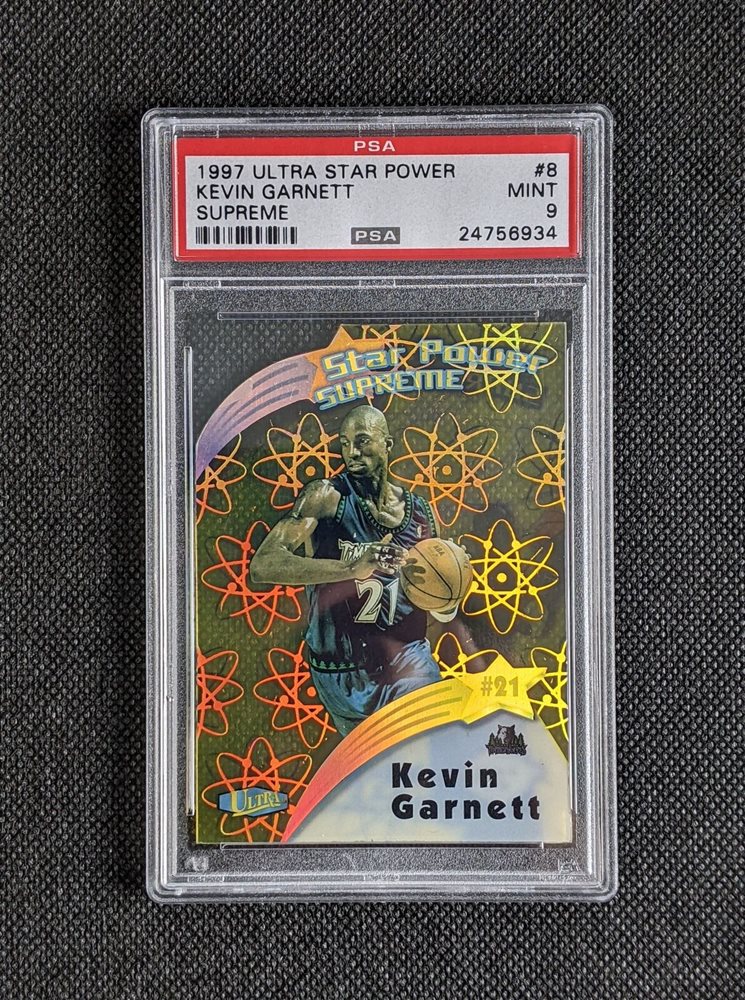 PSA
1997 ULTRA STAR POWER #8
KEVIN GARNETT MINT
SUPREME 9
PSA 24756934
Star Power
SUPREME
21
#21
Kevin
Garnett
ULTRA